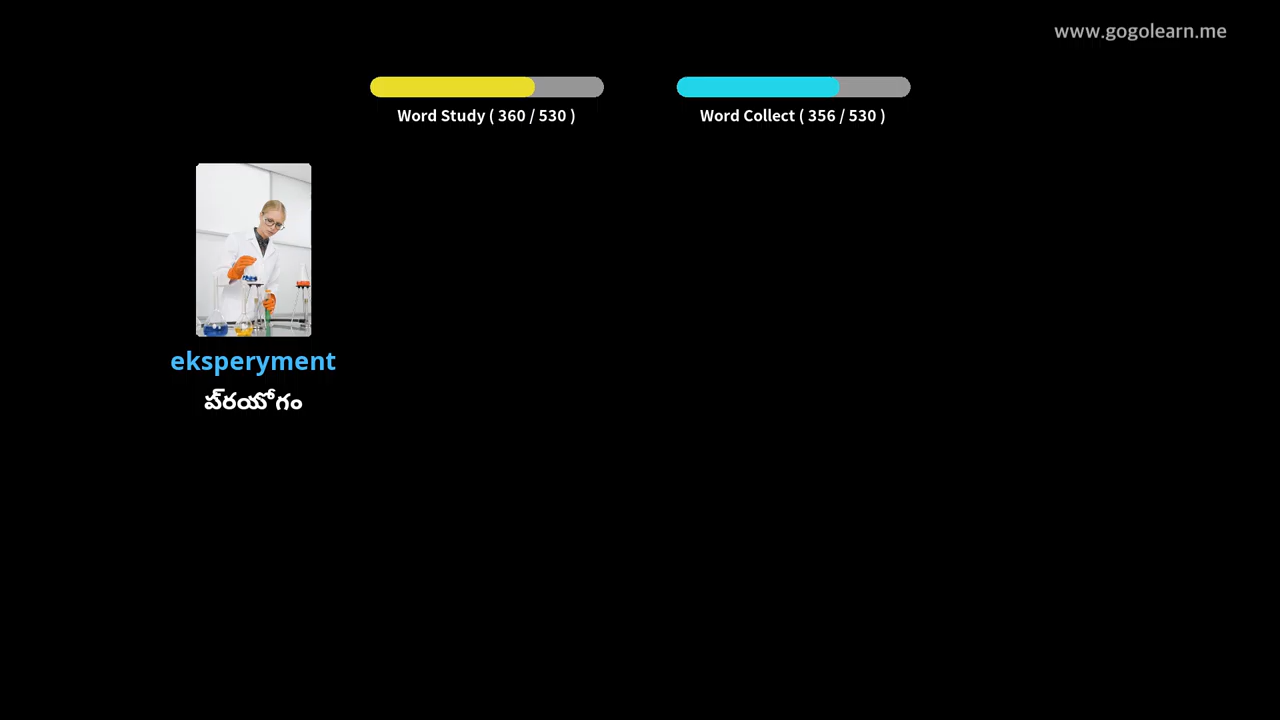 www.gogolearn.me
Word Study ( 360 / 530 )
Word Collect ( 356 / 530 )
eksperyment
ప్రయోగం